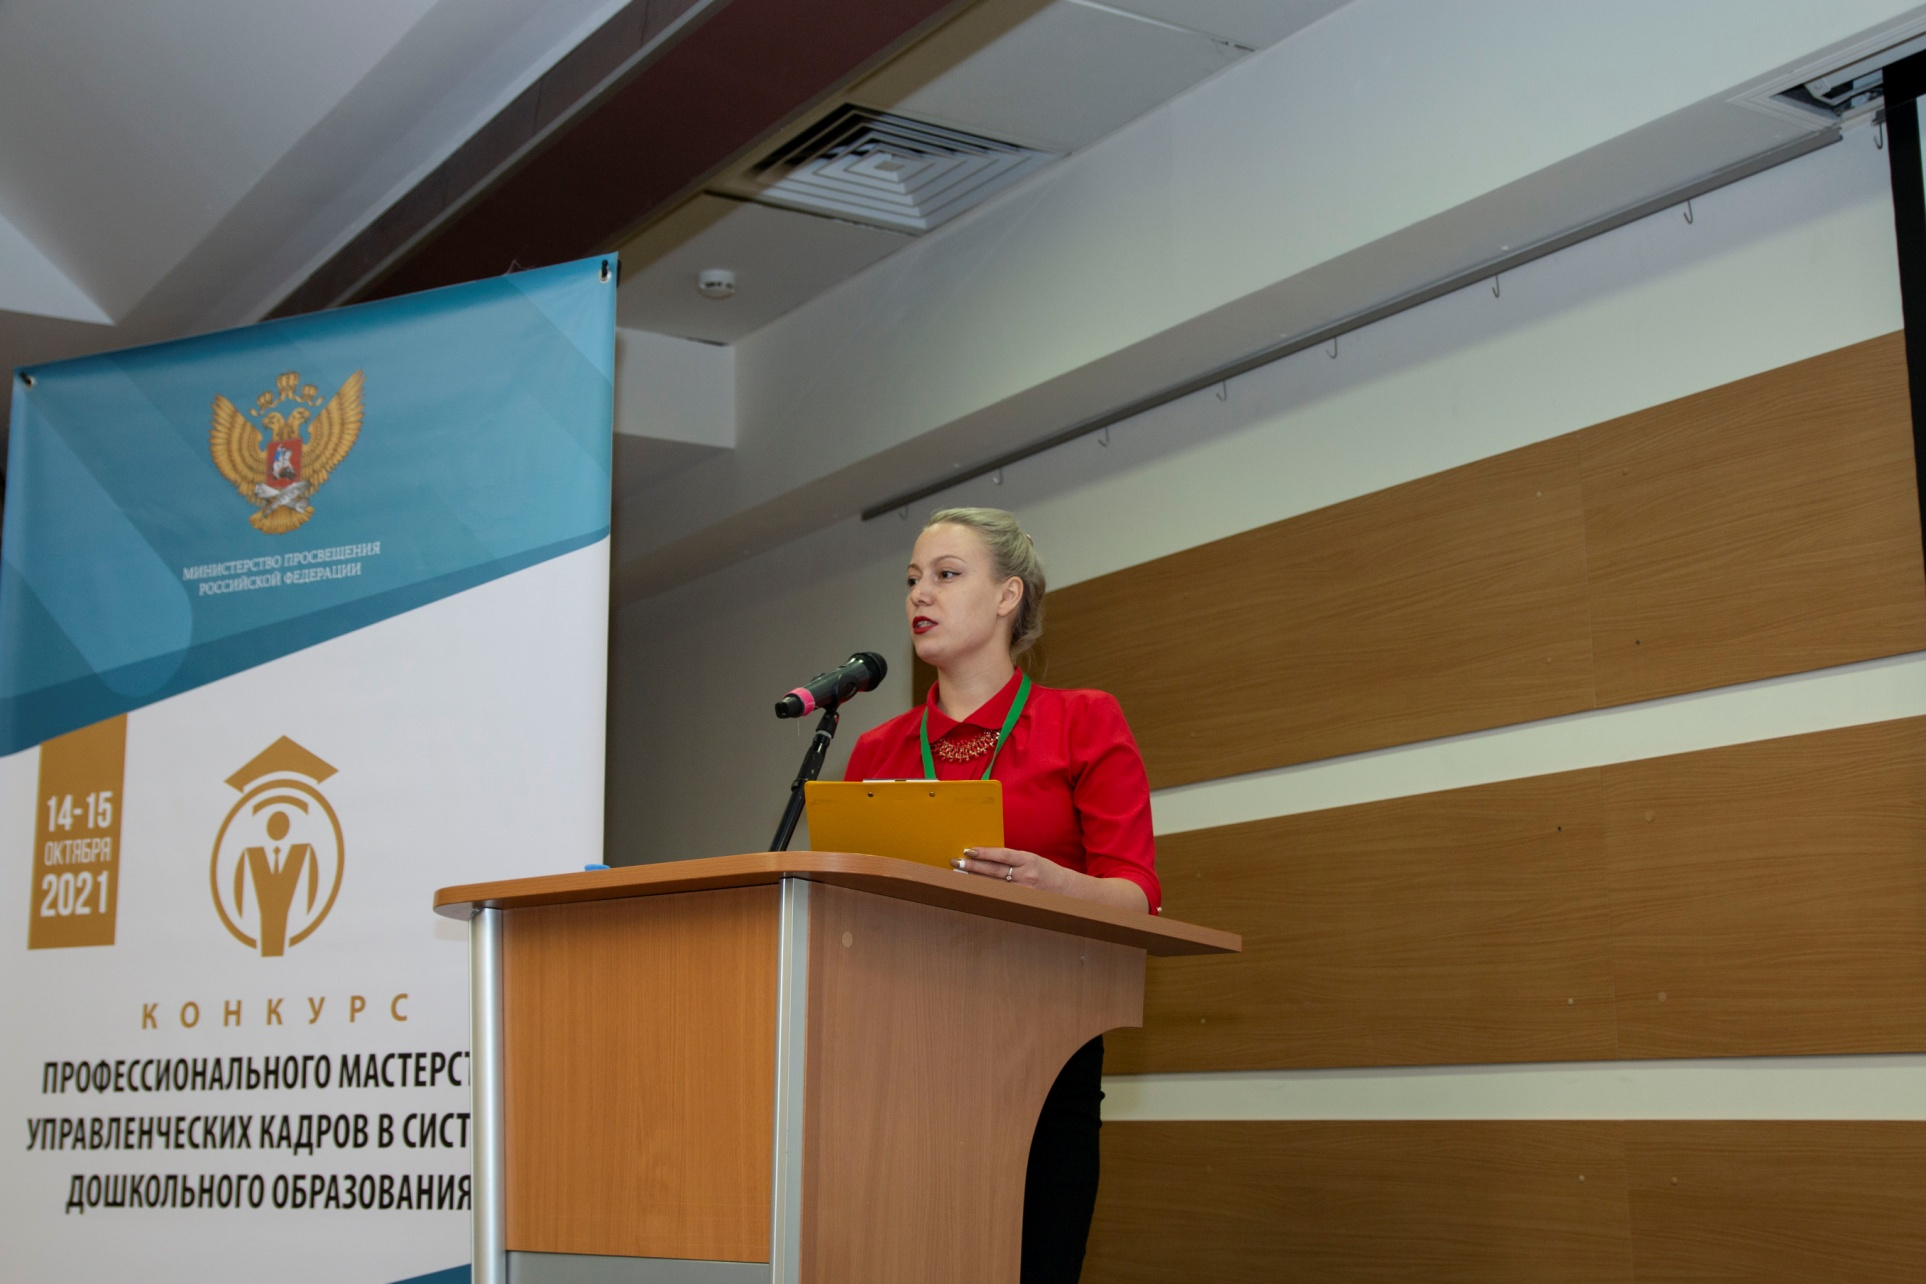 МИНИСТЕРСТВО ПРОСВЕЩЕНИЯ
РОССИЙСКОЙ ФЕДЕРАЦИИ
14-15
ОКТЯБРЯ
2021
КОНКУРС
ПРОФЕССИОНАЛЬНОГО МАСТЕРСТ
УПРАВЛЕНЧЕСКИХ КАДРОВ В СИСТ
ДОШКОЛЬНОГО ОБРАЗОВАНИЯ